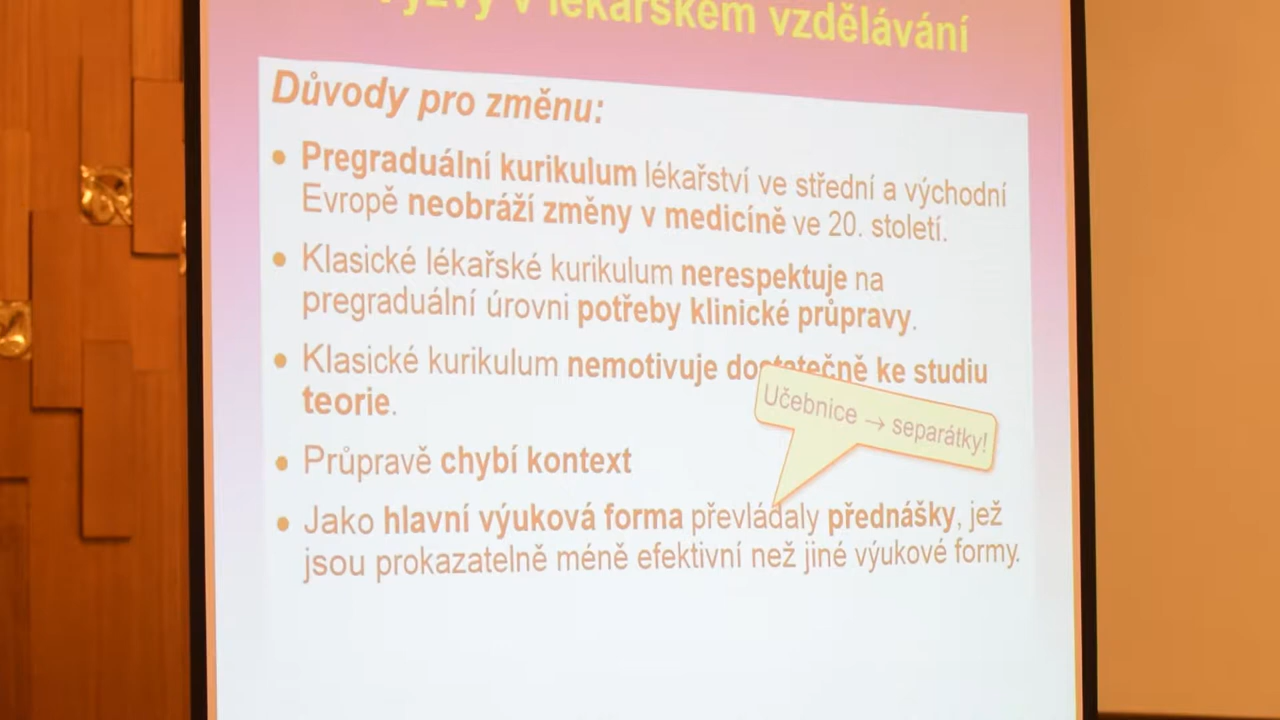 v lékařském vzdělávání
Důvody pro změnu:
• Pregraduální kurikulum lékařství ve střední a východní
Evropě neobráží změny v medicíně ve 20. století.
• Klasické lékařské kurikulum nerespektuje na
pregraduální úrovni potřeby klinické průpravy.
• Klasické kurikulum nemotivuje dostatečně ke studiu
teorie.
Učebnice → separátky!
• Průpravě chybí kontext
• Jako hlavní výuková forma převládaly přednášky, jež
jsou prokazatelně méně efektivní než jiné výukové formy.